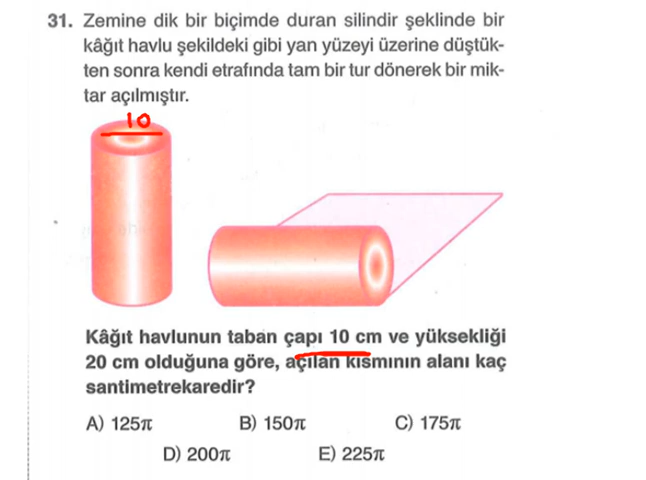 31. Zemine dik bir biçimde duran silindir şeklinde bir
kâğıt havlu şekildeki gibi yan yüzeyi üzerine düştük-
ten sonra kendi etrafında tam bir tur dönerek bir mik-
tar açılmıştır.
10
Kâğıt havlunun taban çapı 10 cm ve yüksekliği
20 cm olduğuna göre, açılan kısmının alanı kaç
santimetrekaredir?
A) 125π B) 150π C) 175π
D) 200π E) 225π